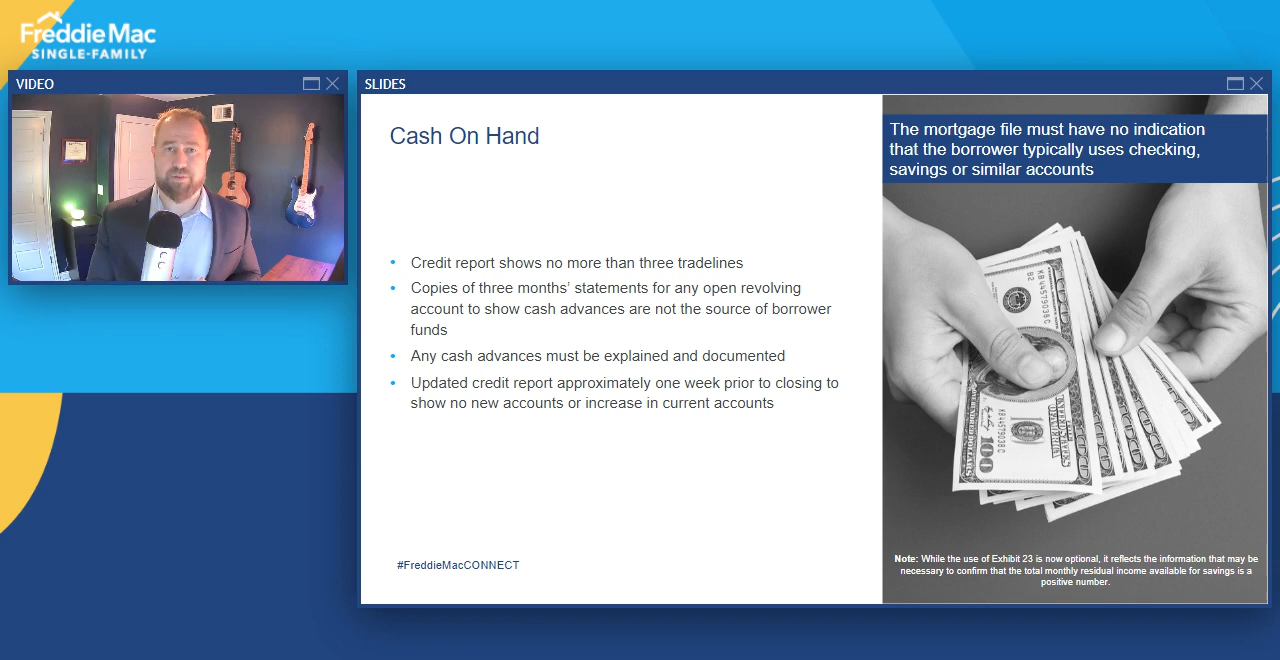 Freddie Mac
SINGLE-FAMILY
VIDEO
SLIDES
Cash On Hand
• Credit report shows no more than three tradelines
• Copies of three months’ statements for any open revolving
account to show cash advances are not the source of borrower
funds
• Any cash advances must be explained and documented
• Updated credit report approximately one week prior to closing to
show no new accounts or increase in current accounts
#FreddieMacCONNECT
The mortgage file must have no indication
that the borrower typically uses checking,
savings or similar accounts
100
Note: While the use of Exhibit 23 is now optional, it reflects the information that may be
necessary to confirm that the total monthly residual income available for savings is a
positive number.